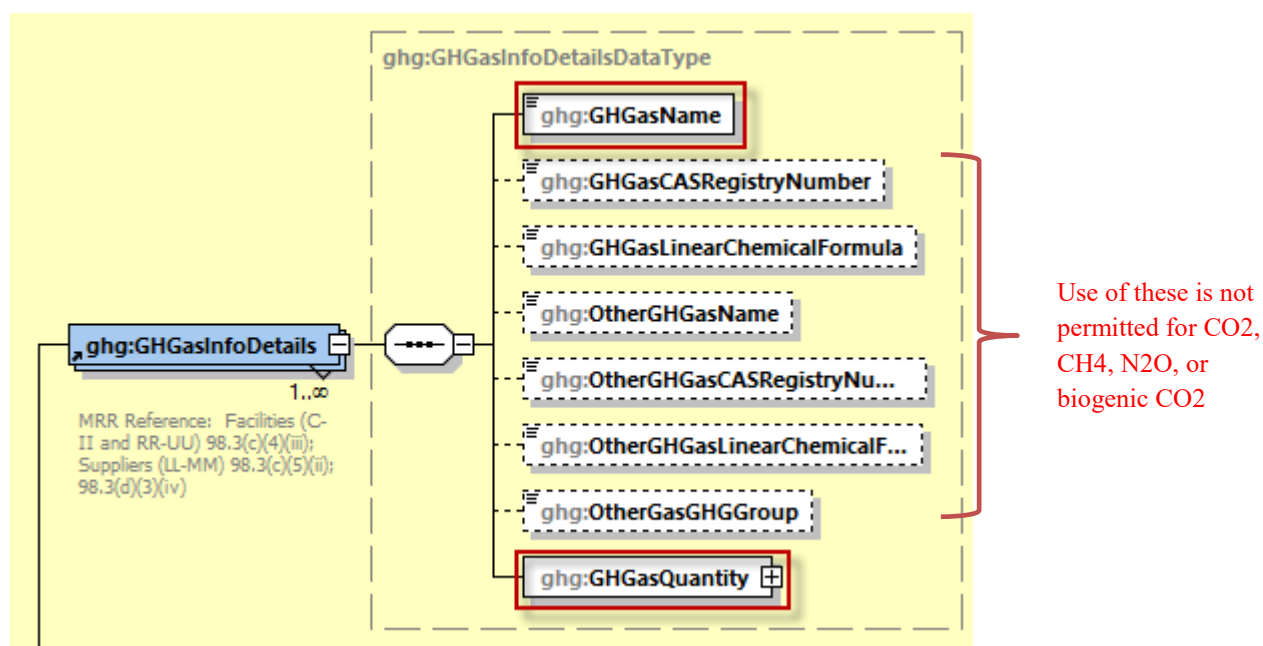 ghg:GHGasInfoDetailsDataType
ghg:GHGasName
ghg:GHGasCASRegistryNumber
ghg:GHGasLinearChemicalFormula
ghg:OtherGHGasName
ghg:GHGasInfoDetails
1..∞
MRR Reference: Facilities (C-
II and RR-UU) 98.3(c)(4)(iii);
Suppliers (LL-MM) 98.3(c)(5)(ii);
98.3(d)(3)(iv)
ghg:OtherGHGasCASRegistryNu...
ghg:OtherGHGasLinearChemicalF...
ghg:OtherGasGHGGroup
ghg:GHGasQuantity
Use of these is not
permitted for CO2,
CH4, N2O, or
biogenic CO2